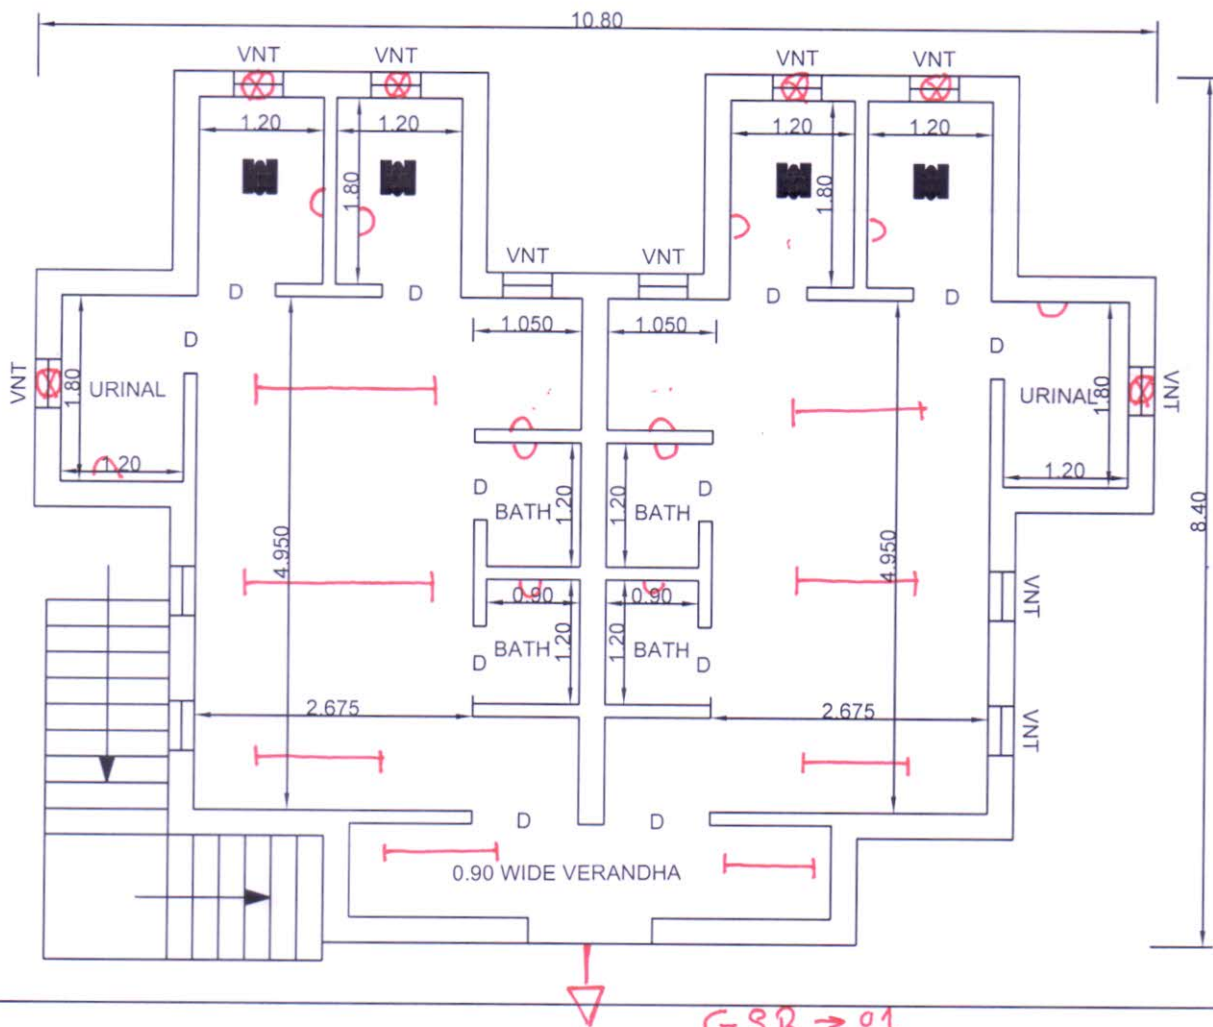 10.80
VNT VNT VNT VNT
1.20 1.20 1.20 1.20
1.80 1.80
VNT VNT
D D D D
1.050 1.050
D D
VNT 1.80 URINAL URINAL 1.80 VNT
1.20 1.20
D BATH 1.20 1.20 BATH D
8.40
4.950 4.950
VNT
0.90 0.90
D BATH 1.20 1.20 BATH D
2.675 2.675
VNT
D D
0.90 WIDE VERANDHA
→ 01